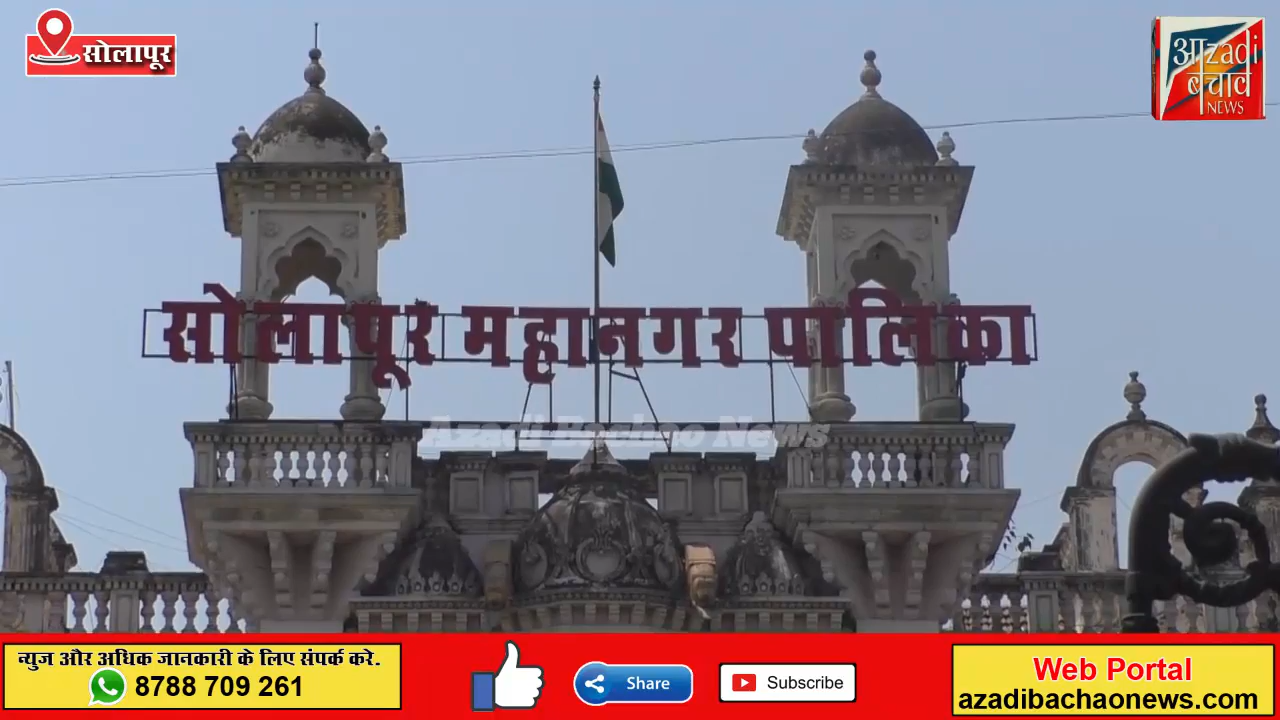 सोलापूर
आzadi
बचाव
NEWS
सोलापूर महानगर पालिका
Azadi Bachao News
न्युज और अधिक जानकारी के लिए संपर्क करे.
8788 709 261
Share
Subscribe
Web Portal
azadibachaonews.com